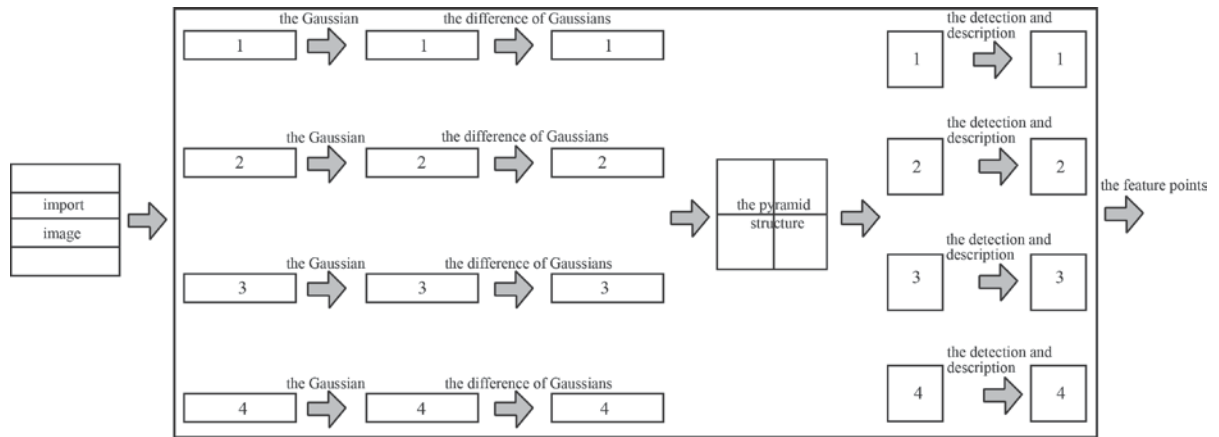 the Gaussian
the difference of Gaussians
the detection and
description
1
1
1
1
1
the Gaussian
the difference of Gaussians
the detection and
description
2
2
2
2
2
import
image
the pyramid
structure
the feature points
the Gaussian
the difference of Gaussians
the detection and
description
3
3
3
3
3
the Gaussian
the difference of Gaussians
the detection and
description
4
4
4
4
4